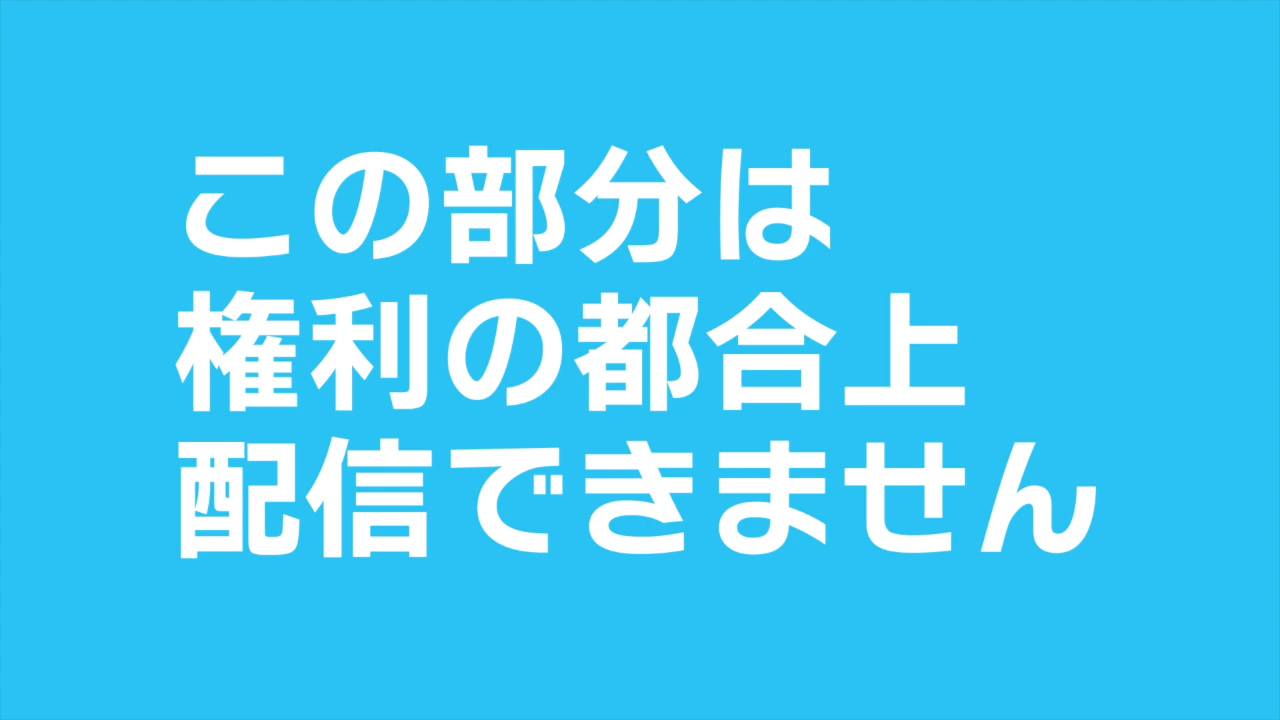 この部分は
権利の都合上
配信できません